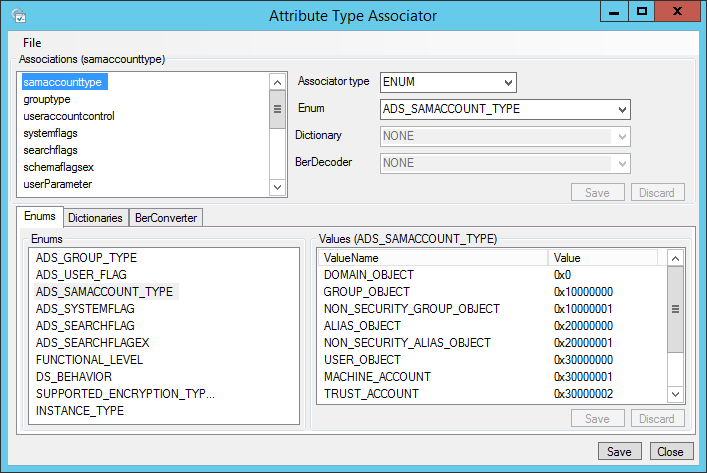 Attribute Type Associator
File
Associations (samaccounttype)
samaccounttype
grouptype
useraccountcontrol
systemflags
searchflags
schemaflagsex
userParameter
Associator type ENUM
Enum ADS_SAMACCOUNT_TYPE
Dictionary NONE
BerDecoder NONE
Save Discard
Enums Dictionaries BerConverter
Enums
ADS_GROUP_TYPE
ADS_USER_FLAG
ADS_SAMACCOUNT_TYPE
ADS_SYSTEMFLAG
ADS_SEARCHFLAG
ADS_SEARCHFLAGEX
FUNCTIONAL_LEVEL
DS_BEHAVIOR
SUPPORTED_ENCRYPTION_TYP...
INSTANCE_TYPE
Values (ADS_SAMACCOUNT_TYPE)
ValueName Value
DOMAIN_OBJECT 0x0
GROUP_OBJECT 0x10000000
NON_SECURITY_GROUP_OBJECT 0x10000001
ALIAS_OBJECT 0x20000000
NON_SECURITY_ALIAS_OBJECT 0x20000001
USER_OBJECT 0x30000000
MACHINE_ACCOUNT 0x30000001
TRUST_ACCOUNT 0x30000002
Save Discard
Save Close